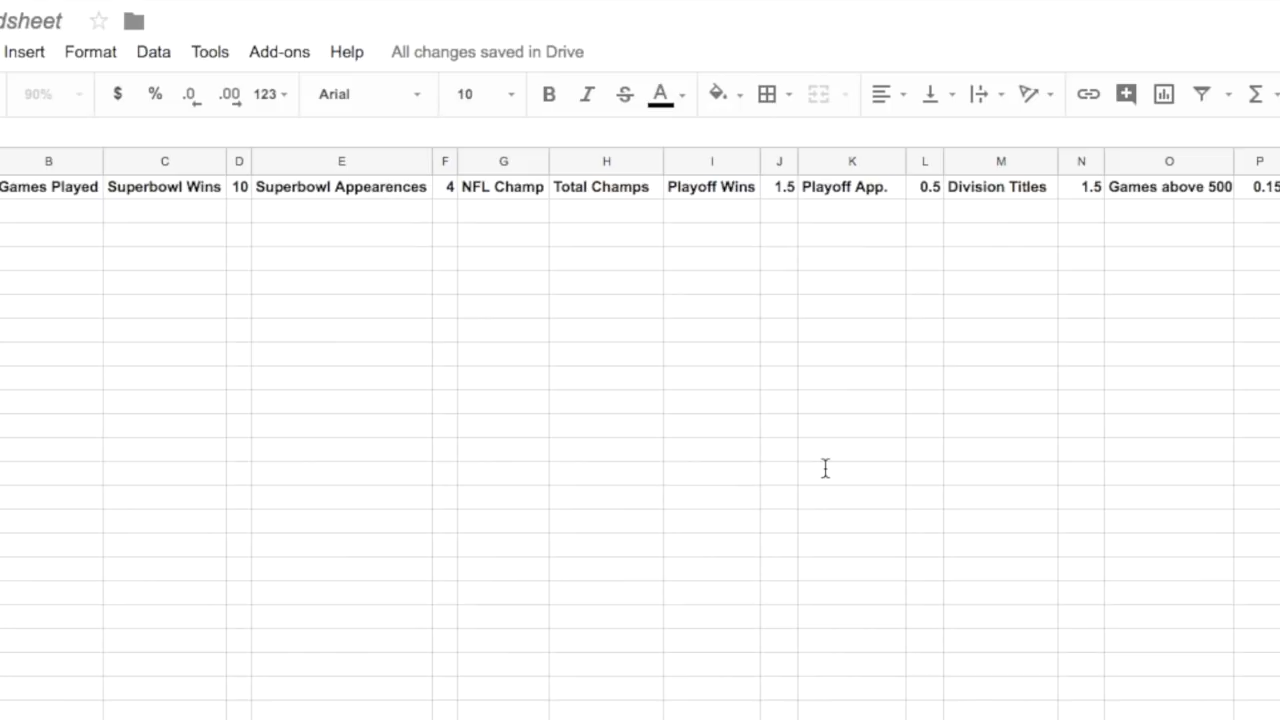 dsheet
Insert Format Data Tools Add-ons Help All changes saved in Drive
90% $ % .0 .00 123 Arial 10 B I S A Σ
B C D E F G H I J K L M N O P
Games Played Superbowl Wins 10 Superbowl Appearences 4 NFL Champ Total Champs Playoff Wins 1.5 Playoff App. 0.5 Division Titles 1.5 Games above 500 0.15